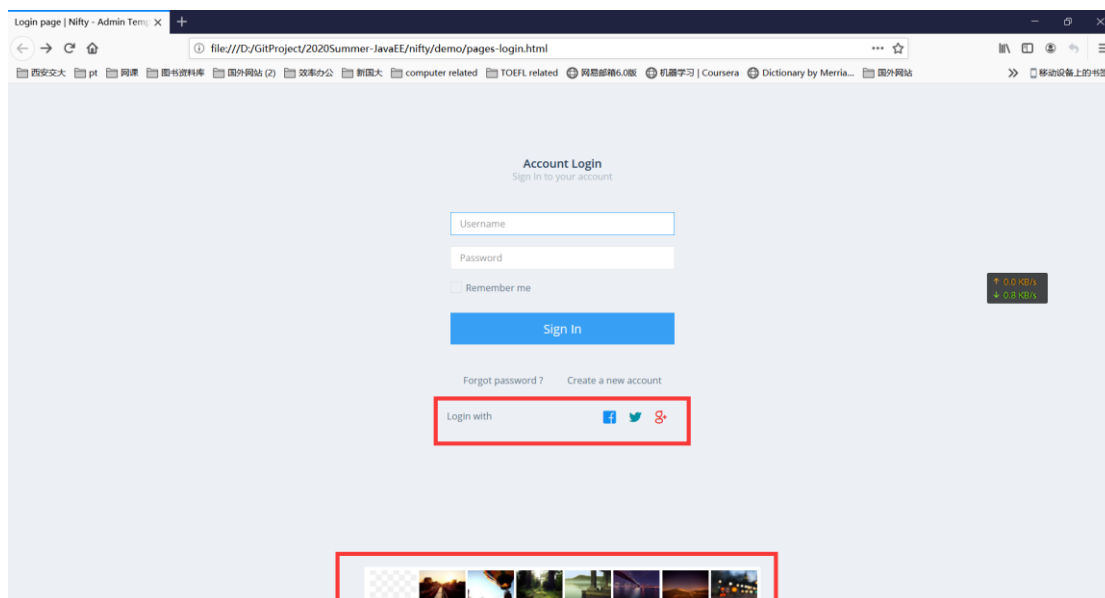 Login page | Nifty - Admin Temp
file:///D:/GitProject/2020Summer-JavaEE/nifty/demo/pages-login.html
西安交大 pt 网课 图书资料库 国外网站 (2) 效率办公 国外网站 computer related TOEFL related 网易邮箱6.0版 机器学习 | Coursera Dictionary by Merria... 国外网站 移动设备上的书签
Account Login
Sign In to your account
Username
Password
Remember me
↑ 0.0 KB/s
↓ 0.8 KB/s
Sign In
Forgot password ? Create a new account
Login with